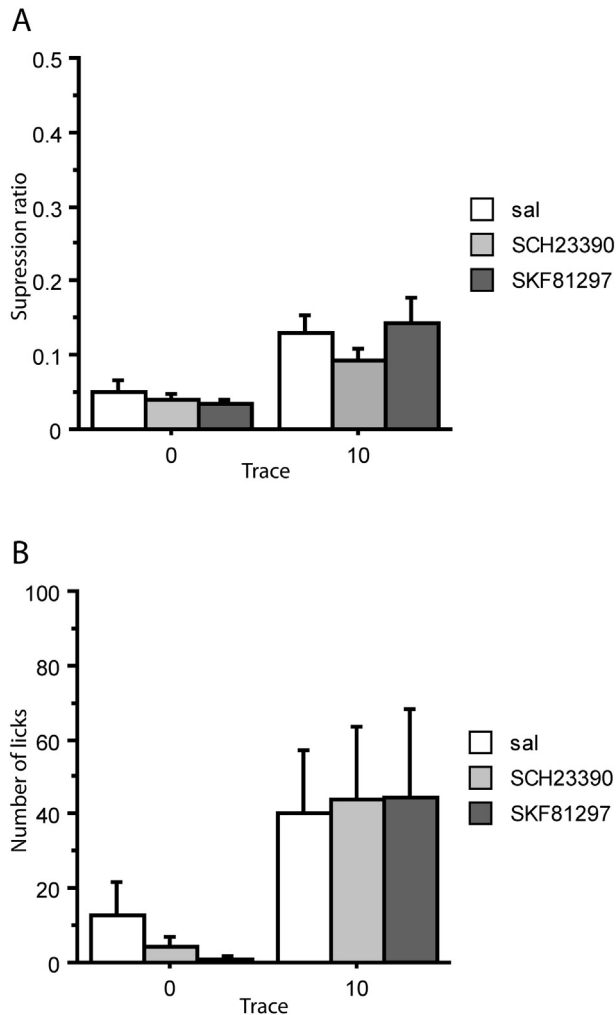 A
0.5
0.4
0.3
0.2
0.1
0
Supression ratio
0
10
Trace
sal
SCH23390
SKF81297
B
100
80
60
40
20
0
Number of licks
0
10
Trace
sal
SCH23390
SKF81297